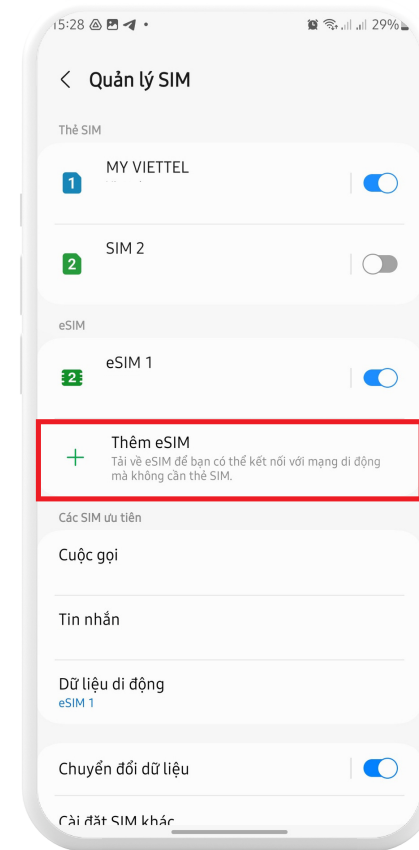 15:28
29%
Quản lý SIM
Thẻ SIM
1
MY VIETTEL
2
SIM 2
eSIM
2
eSIM 1
Thêm eSIM
Tải về eSIM để bạn có thể kết nối với mạng di động
mà không cần thẻ SIM.
Các SIM ưu tiên
Cuộc gọi
Tin nhắn
Dữ liệu di động
eSIM 1
Chuyển đổi dữ liệu
Cài đặt SIM khác